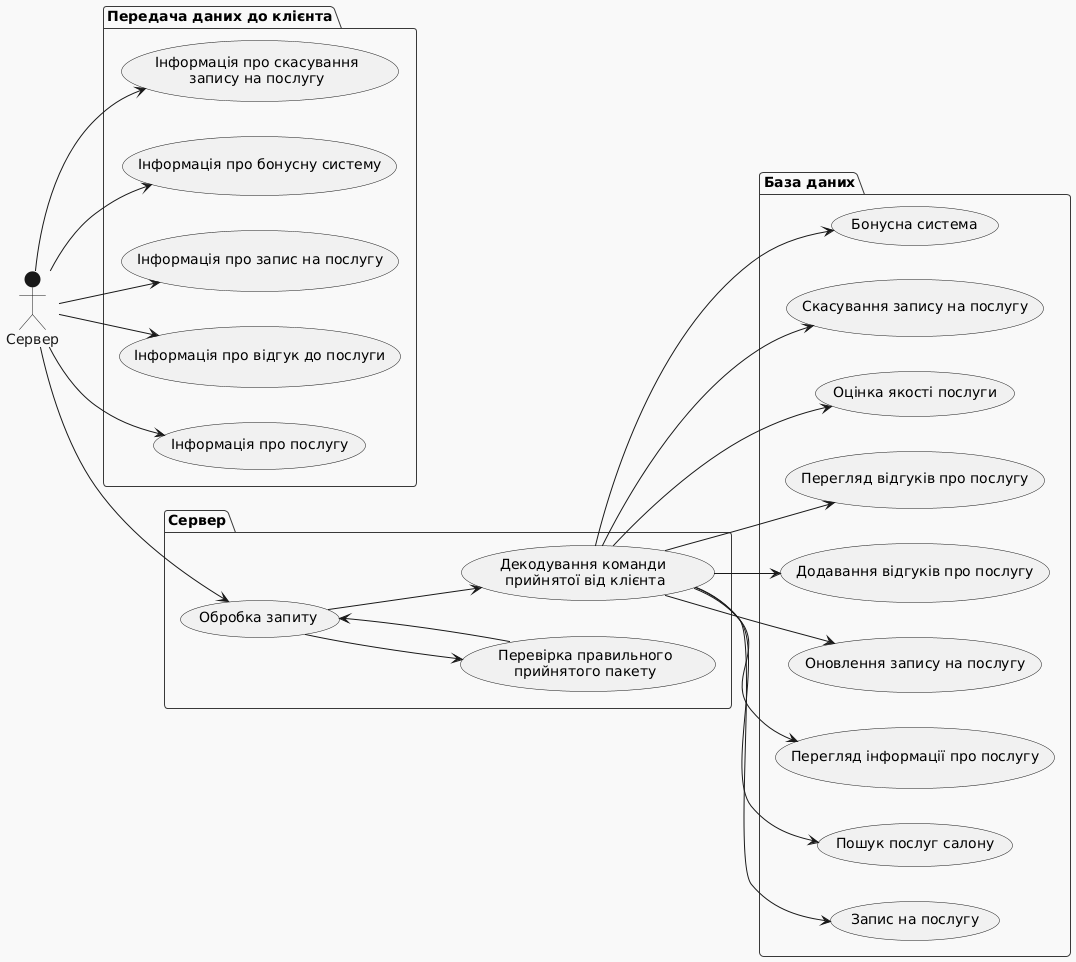 Передача даних до клієнта
Інформація про скасування
запису на послугу
Інформація про бонусну систему
Інформація про запис на послугу
Інформація про відгук до послуги
Інформація про послугу
Сервер
Сервер
Обробка запиту
Декодування команди
прийнятої від клієнта
Перевірка правильного
прийнятого пакету
База даних
Бонусна система
Скасування запису на послугу
Оцінка якості послуги
Перегляд відгуків про послугу
Додавання відгуків про послугу
Оновлення запису на послугу
Перегляд інформації про послугу
Пошук послуг салону
Запис на послугу